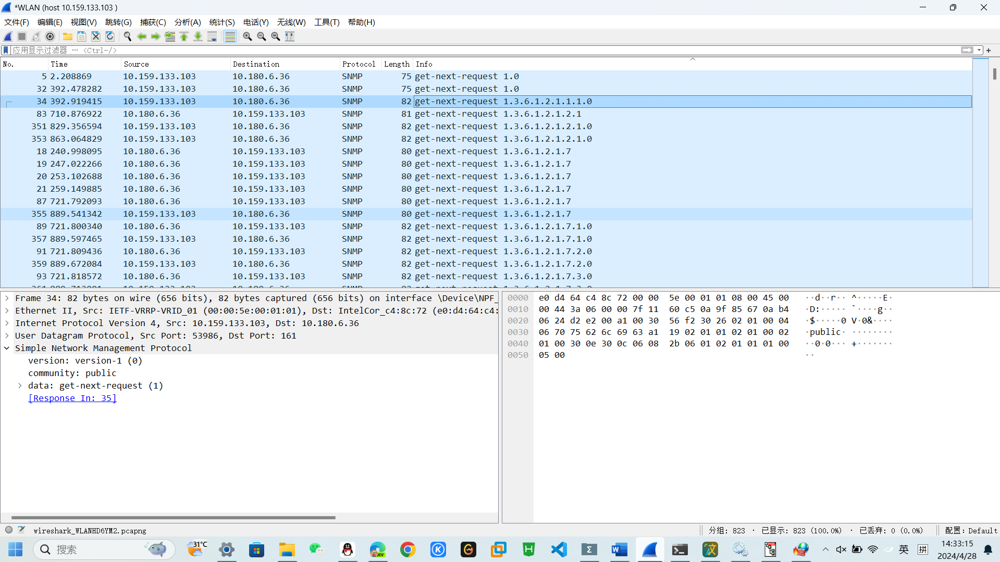 *WLAN (host 10.159.133.103 )
文件(F) 编辑(E) 视图(V) 跳转(G) 捕获(C) 分析(A) 统计(S) 电话(Y) 无线(W) 工具(T) 帮助(H)
应用显示过滤器 … <Ctrl-/>
No. Time Source Destination Protocol Length Info
5 2.208869 10.159.133.103 10.180.6.36 SNMP 75 get-next-request 1.0
32 392.478282 10.159.133.103 10.180.6.36 SNMP 75 get-next-request 1.0
34 392.919415 10.159.133.103 10.180.6.36 SNMP 82 get-next-request 1.3.6.1.2.1.1.1.0
83 710.876922 10.180.6.36 10.159.133.103 SNMP 81 get-next-request 1.3.6.1.2.1.2.1
351 829.356594 10.159.133.103 10.180.6.36 SNMP 82 get-next-request 1.3.6.1.2.1.2.1.0
353 863.064829 10.159.133.103 10.180.6.36 SNMP 82 get-next-request 1.3.6.1.2.1.2.1.0
18 240.998095 10.180.6.36 10.159.133.103 SNMP 80 get-next-request 1.3.6.1.2.1.7
19 247.022266 10.180.6.36 10.159.133.103 SNMP 80 get-next-request 1.3.6.1.2.1.7
20 253.102688 10.180.6.36 10.159.133.103 SNMP 80 get-next-request 1.3.6.1.2.1.7
21 259.149885 10.180.6.36 10.159.133.103 SNMP 80 get-next-request 1.3.6.1.2.1.7
87 721.792093 10.180.6.36 10.159.133.103 SNMP 80 get-next-request 1.3.6.1.2.1.7
355 889.541342 10.159.133.103 10.180.6.36 SNMP 80 get-next-request 1.3.6.1.2.1.7
89 721.800340 10.180.6.36 10.159.133.103 SNMP 82 get-next-request 1.3.6.1.2.1.7.1.0
357 889.597465 10.159.133.103 10.180.6.36 SNMP 82 get-next-request 1.3.6.1.2.1.7.1.0
91 721.809436 10.180.6.36 10.159.133.103 SNMP 82 get-next-request 1.3.6.1.2.1.7.2.0
359 889.672084 10.159.133.103 10.180.6.36 SNMP 82 get-next-request 1.3.6.1.2.1.7.2.0
93 721.818572 10.180.6.36 10.159.133.103 SNMP 82 get-next-request 1.3.6.1.2.1.7.3.0
Frame 34: 82 bytes on wire (656 bits), 82 bytes captured (656 bits) on interface \Device\NPF_
Ethernet II, Src: IETF-VRRP-VRID_01 (00:00:5e:00:01:01), Dst: IntelCor_c4:8c:72 (e0:d4:64:c4:
Internet Protocol Version 4, Src: 10.159.133.103, Dst: 10.180.6.36
User Datagram Protocol, Src Port: 53986, Dst Port: 161
Simple Network Management Protocol
version: version-1 (0)
community: public
data: get-next-request (1)
[Response In: 35]
0000 e0 d4 64 c4 8c 72 00 00 5e 00 01 01 08 00 45 00 ··d··r·· ^·····E·
0010 00 44 3a 06 00 00 7f 11 60 c5 0a 9f 85 67 0a b4 ·D:····· `····g··
0020 06 24 d2 e2 00 a1 00 30 56 f2 30 26 02 01 00 04 ·$·····0 V·0&····
0030 06 70 75 62 6c 69 63 a1 19 02 01 01 02 01 00 02 ·public· ········
0040 01 00 30 0e 30 0c 06 08 2b 06 01 02 01 01 01 00 ··0·0··· +·······
0050 05 00 ··
wireshark_WLANHD6YM2.pcapng
分组: 823 · 已显示: 823 (100.0%) · 已丢弃: 0 (0.0%)
配置: Default
搜索
31°C
DEV
英 拼
14:33:15
2024/4/28